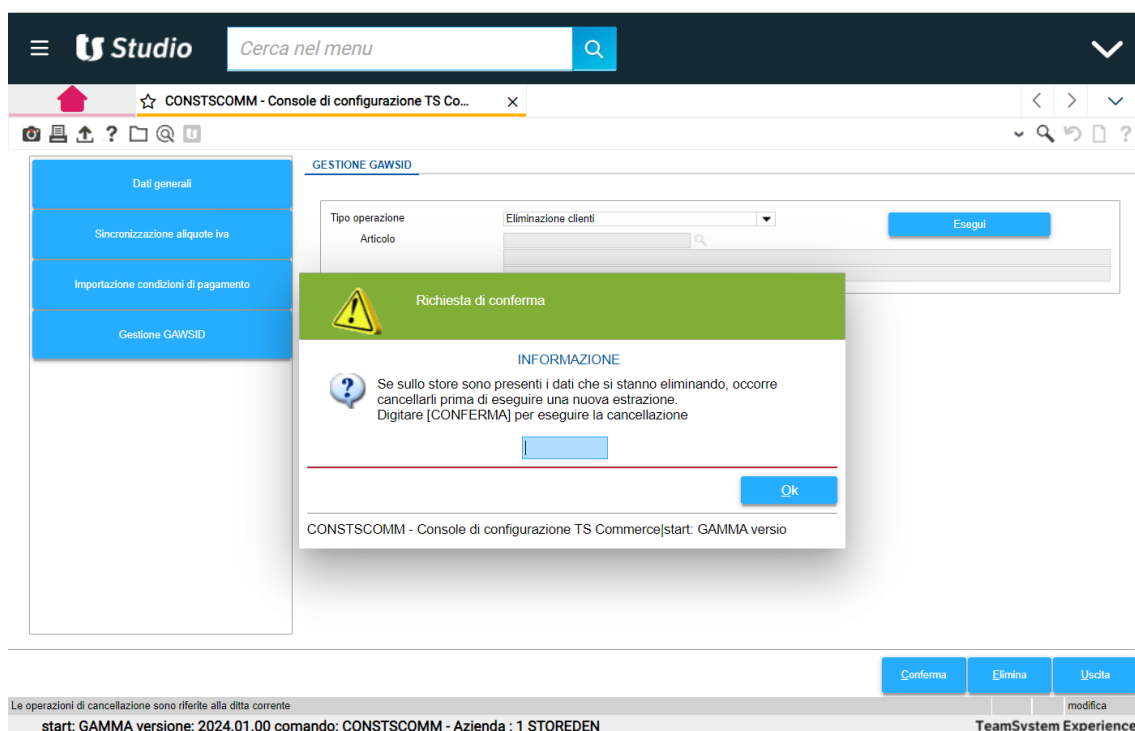 ts Studio
Cerca nel menu
CONSTSCOMM - Console di configurazione TS Co...
GESTIONE GAWSID
Dati generali
Sincronizzazione aliquote iva
Importazione condizioni di pagamento
Gestione GAWSID
Tipo operazione
Eliminazione clienti
Esegui
Articolo
Richiesta di conferma
INFORMAZIONE
Se sullo store sono presenti i dati che si stanno eliminando, occorre
cancellarli prima di eseguire una nuova estrazione.
Digitare [CONFERMA] per eseguire la cancellazione
Ok
CONSTSCOMM - Console di configurazione TS Commerce|start: GAMMA versio
Conferma
Elimina
Uscita
Le operazioni di cancellazione sono riferite alla ditta corrente
modifica
start: GAMMA versione: 2024.01.00 comando: CONSTSCOMM - Azienda : 1 STOREDEN
TeamSystem Experience